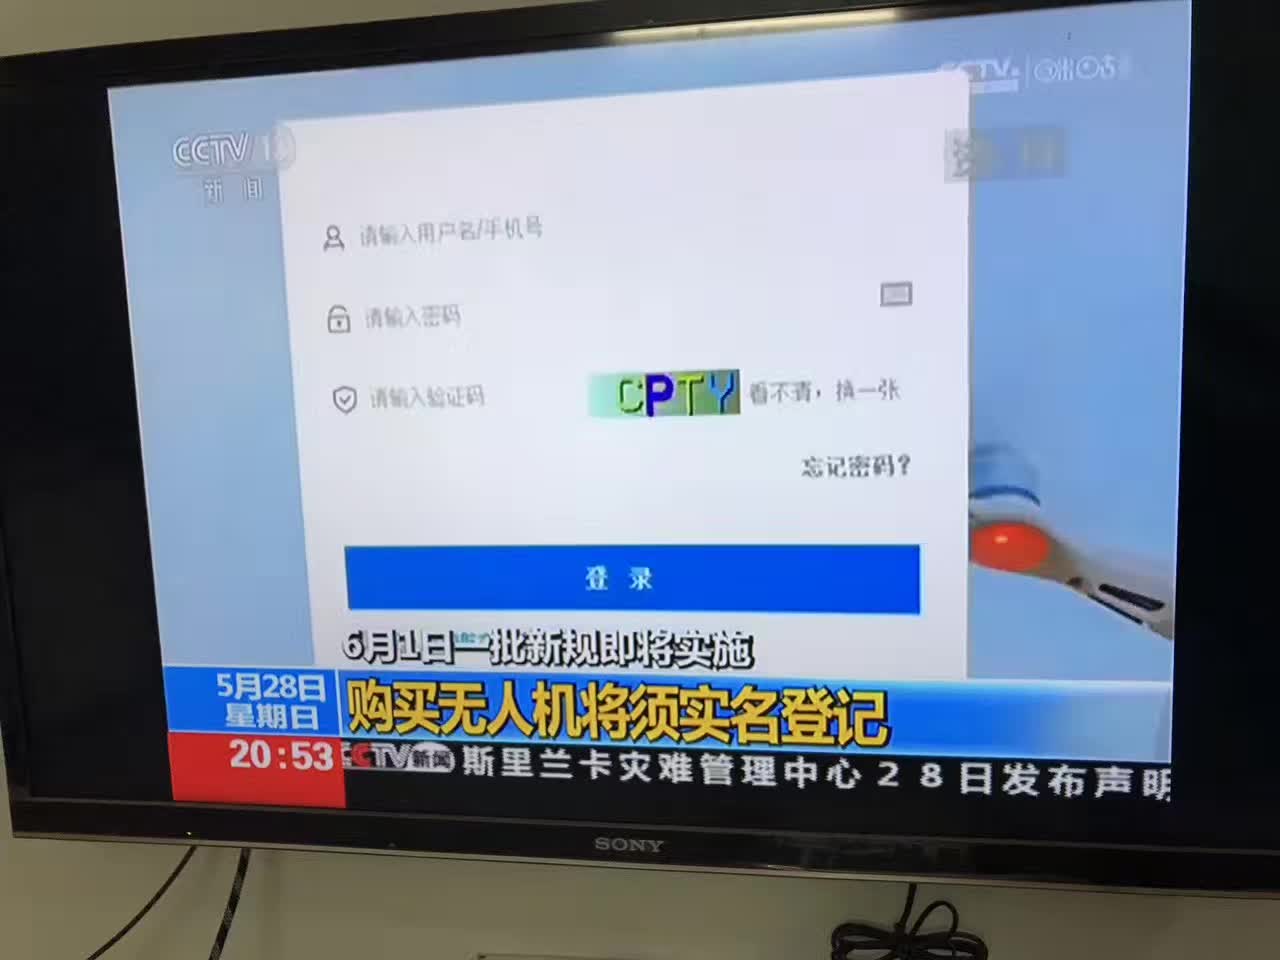 CCTV 咪咕
CCTV 13
新闻
请输入用户名/手机号
请输入密码
请输入验证码
CPTY
看不清，换一张
忘记密码?
登 录
6月1日一批新规即将实施
5月28日
星期日
购买无人机将须实名登记
20:53
CCTV新闻
斯里兰卡灾难管理中心28日发布声明
SONY